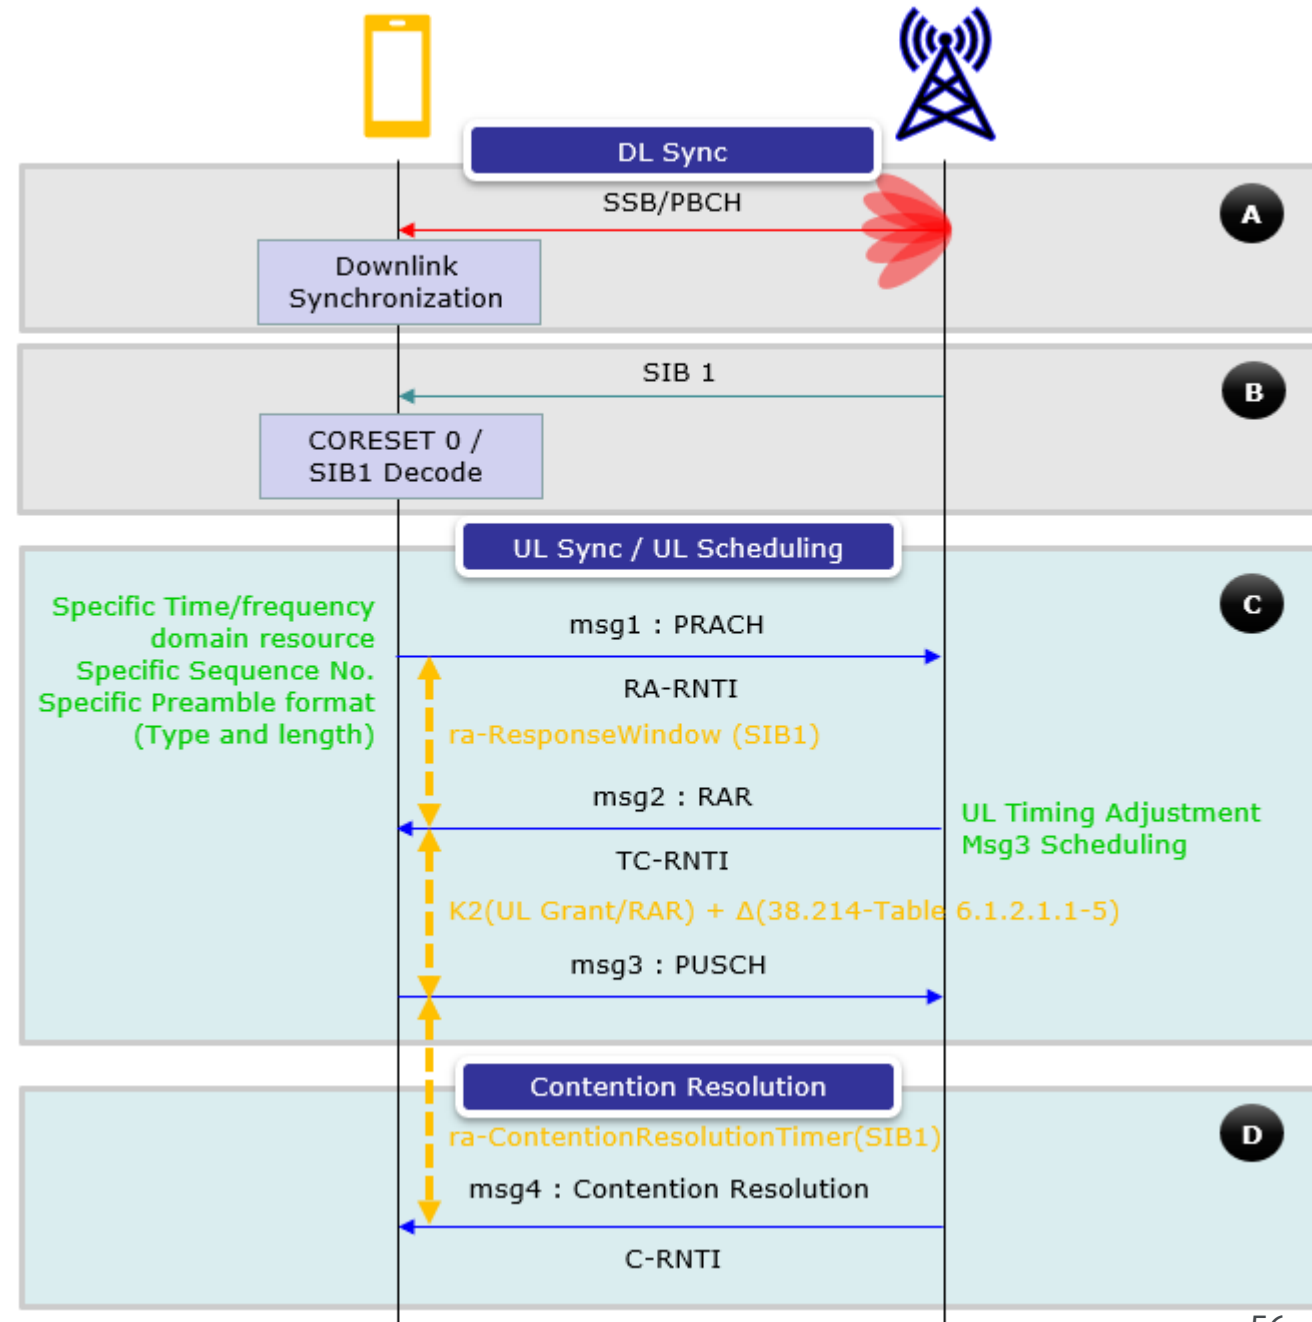 DL Sync
SSB/PBCH
A
Downlink
Synchronization
SIB 1
B
CORESET 0 /
SIB1 Decode
UL Sync / UL Scheduling
C
Specific Time/frequency
domain resource
Specific Sequence No.
Specific Preamble format
(Type and length)
msg1 : PRACH
RA-RNTI
ra-ResponseWindow (SIB1)
msg2 : RAR
UL Timing Adjustment
Msg3 Scheduling
TC-RNTI
K2(UL Grant/RAR) + Δ(38.214-Table 6.1.2.1.1-5)
msg3 : PUSCH
Contention Resolution
D
ra-ContentionResolutionTimer(SIB1)
msg4 : Contention Resolution
C-RNTI